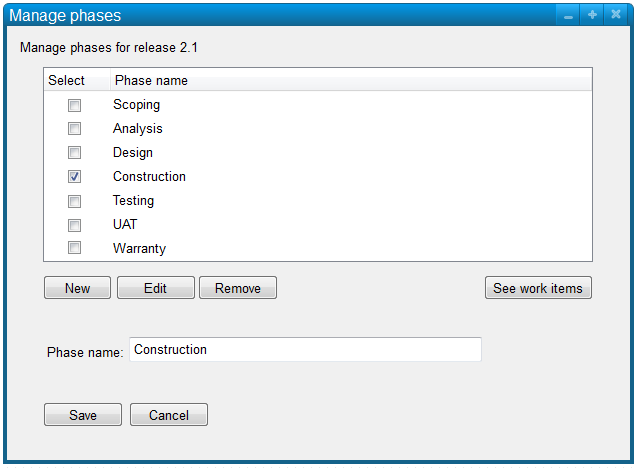 Manage phases
Manage phases for release 2.1
Select Phase name
Scoping
Analysis
Design
Construction
Testing
UAT
Warranty
New Edit Remove See work items
Phase name: Construction
Save Cancel